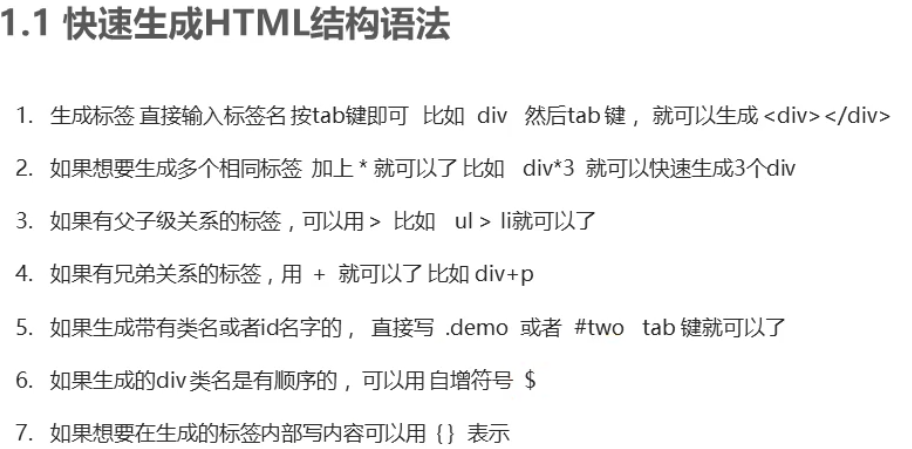 1.1 快速生成HTML结构语法
1. 生成标签 直接输入标签名 按tab键即可 比如 div 然后tab 键， 就可以生成 <div></div>
2. 如果想要生成多个相同标签 加上 * 就可以了 比如 div*3 就可以快速生成3个div
3. 如果有父子级关系的标签，可以用 > 比如 ul > li就可以了
4. 如果有兄弟关系的标签，用 + 就可以了 比如 div+p
5. 如果生成带有类名或者id名字的， 直接写 .demo 或者 #two tab 键就可以了
6. 如果生成的div 类名是有顺序的， 可以用 自增符号 $
7. 如果想要在生成的标签内部写内容可以用 { } 表示